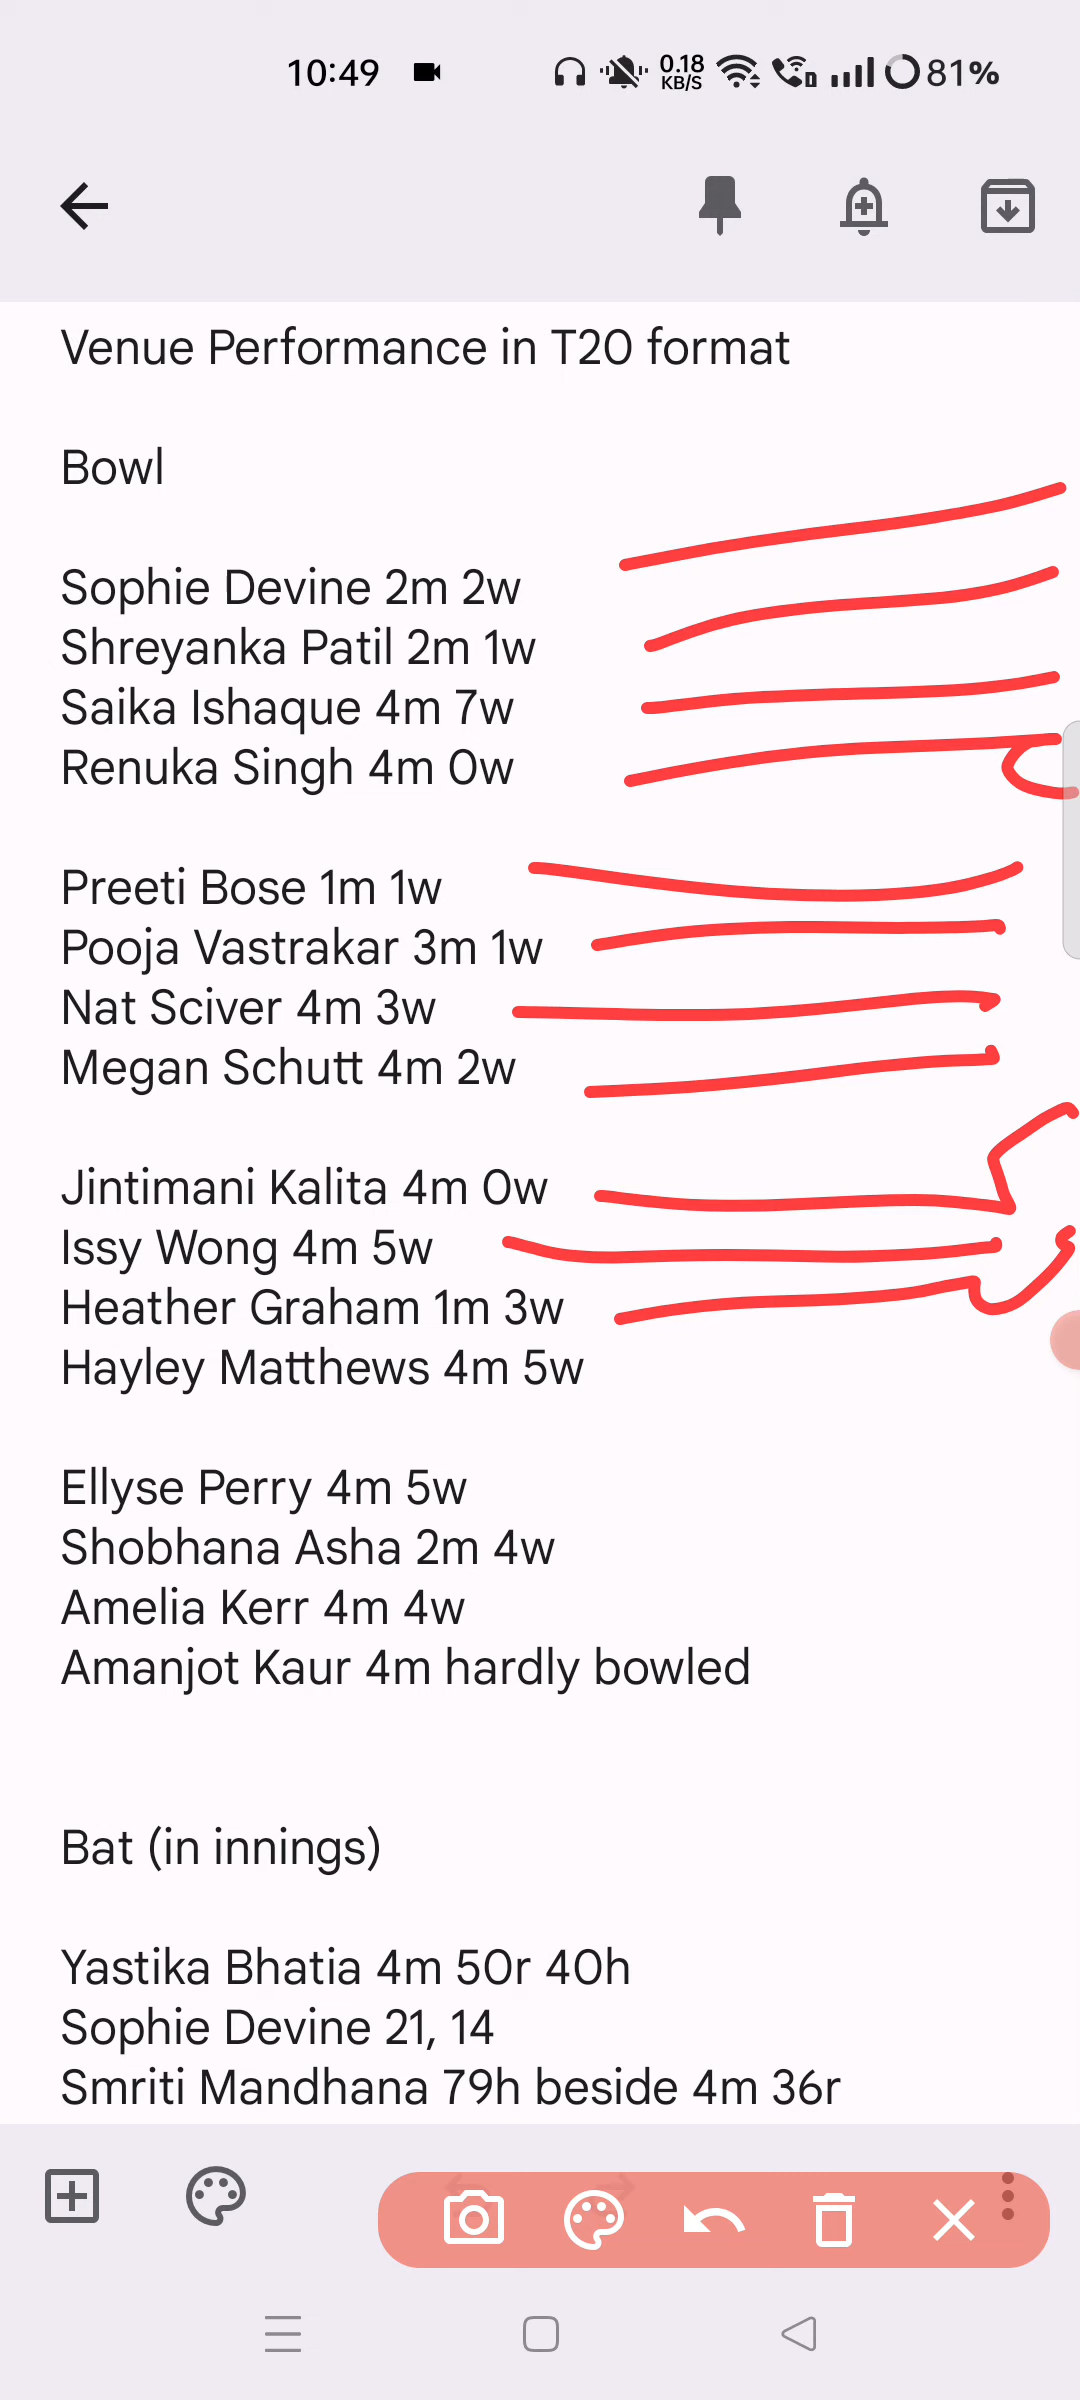 10:49 0.18 KB/S 81%
Venue Performance in T20 format
Bowl
Sophie Devine 2m 2w
Shreyanka Patil 2m 1w
Saika Ishaque 4m 7w
Renuka Singh 4m 0w
Preeti Bose 1m 1w
Pooja Vastrakar 3m 1w
Nat Sciver 4m 3w
Megan Schutt 4m 2w
Jintimani Kalita 4m 0w
Issy Wong 4m 5w
Heather Graham 1m 3w
Hayley Matthews 4m 5w
Ellyse Perry 4m 5w
Shobhana Asha 2m 4w
Amelia Kerr 4m 4w
Amanjot Kaur 4m hardly bowled
Bat (in innings)
Yastika Bhatia 4m 50r 40h
Sophie Devine 21, 14
Smriti Mandhana 79h beside 4m 36r